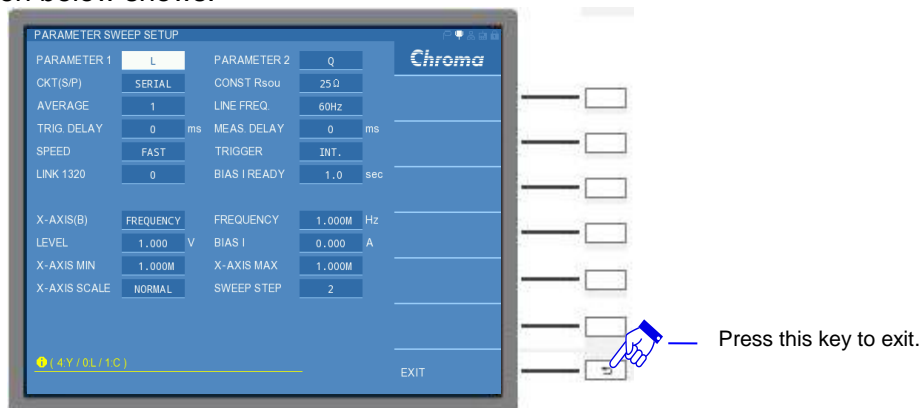 PARAMETER SWEEP SETUP
Chroma
PARAMETER 1 L PARAMETER 2 Q
CKT(S/P) SERIAL CONST Rsou 25Ω
AVERAGE 1 LINE FREQ. 60Hz
TRIG. DELAY 0 ms MEAS. DELAY 0 ms
SPEED FAST TRIGGER INT.
LINK 1320 0 BIAS I READY 1.0 sec
X-AXIS(B) FREQUENCY FREQUENCY 1.000M Hz
LEVEL 1.000 V BIAS I 0.000 A
X-AXIS MIN 1.000M X-AXIS MAX 1.000M
X-AXIS SCALE NORMAL SWEEP STEP 2
Press this key to exit.
( 4:Y / 0:L / 1:C )
EXIT